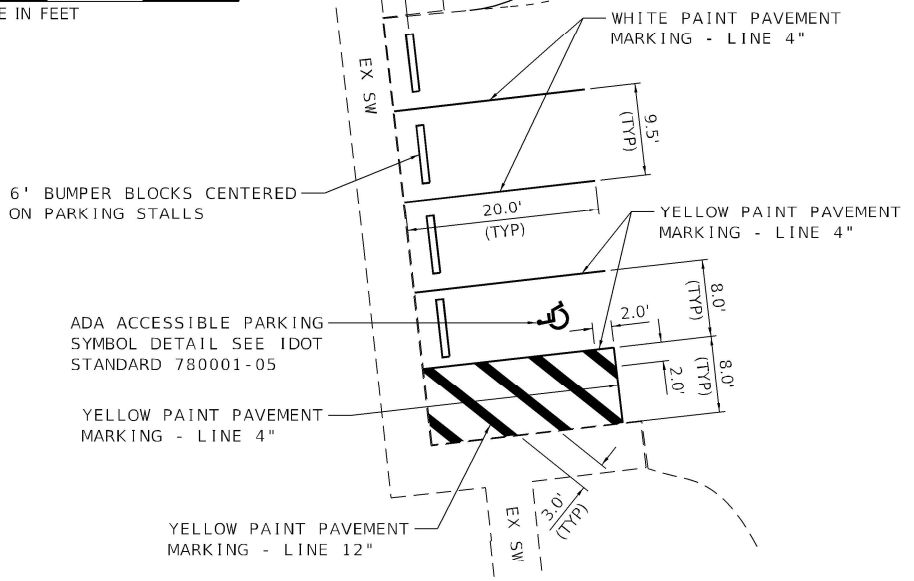 E IN FEET
WHITE PAINT PAVEMENT
MARKING - LINE 4"
EX SW
9.5'
(TYP)
6' BUMPER BLOCKS CENTERED
ON PARKING STALLS
20.0'
(TYP)
YELLOW PAINT PAVEMENT
MARKING - LINE 4"
8.0'
(TYP)
ADA ACCESSIBLE PARKING
SYMBOL DETAIL SEE IDOT
STANDARD 780001-05
2.0'
2.0'
8.0'
(TYP)
YELLOW PAINT PAVEMENT
MARKING - LINE 4"
3.0'
(TYP)
EX SW
YELLOW PAINT PAVEMENT
MARKING - LINE 12"